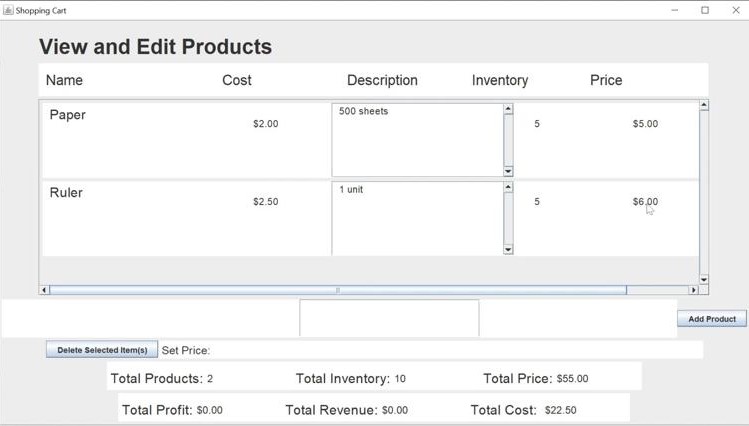 Shopping Cart
View and Edit Products
Name Cost Description Inventory Price
Paper $2.00 500 sheets 5 $5.00
Ruler $2.50 1 unit 5 $6.00
Add Product
Delete Selected Item(s) Set Price:
Total Products: 2 Total Inventory: 10 Total Price: $55.00
Total Profit: $0.00 Total Revenue: $0.00 Total Cost: $22.50